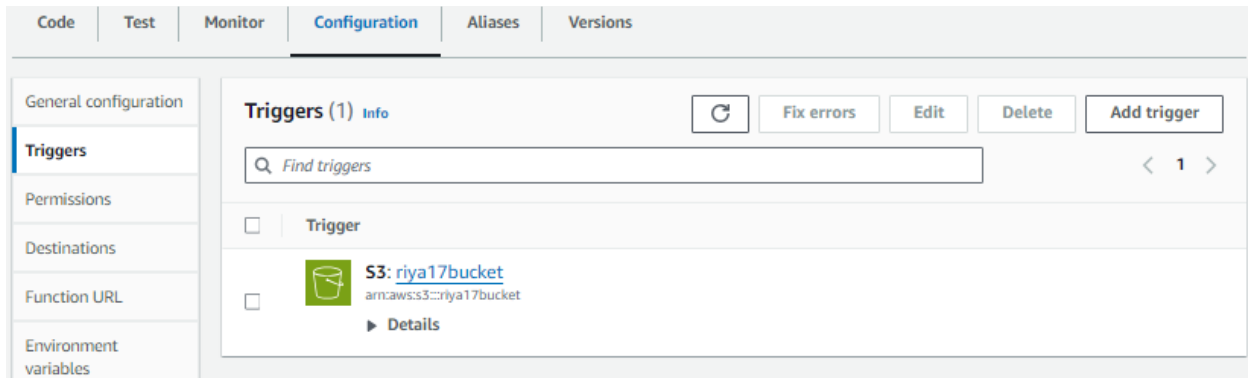 Code Test Monitor Configuration Aliases Versions
General configuration
Triggers
Permissions
Destinations
Function URL
Environment
variables
Triggers (1) Info
Fix errors Edit Delete Add trigger
Find triggers
1
Trigger
S3: riya17bucket
arn:aws:s3:::riya17bucket
Details